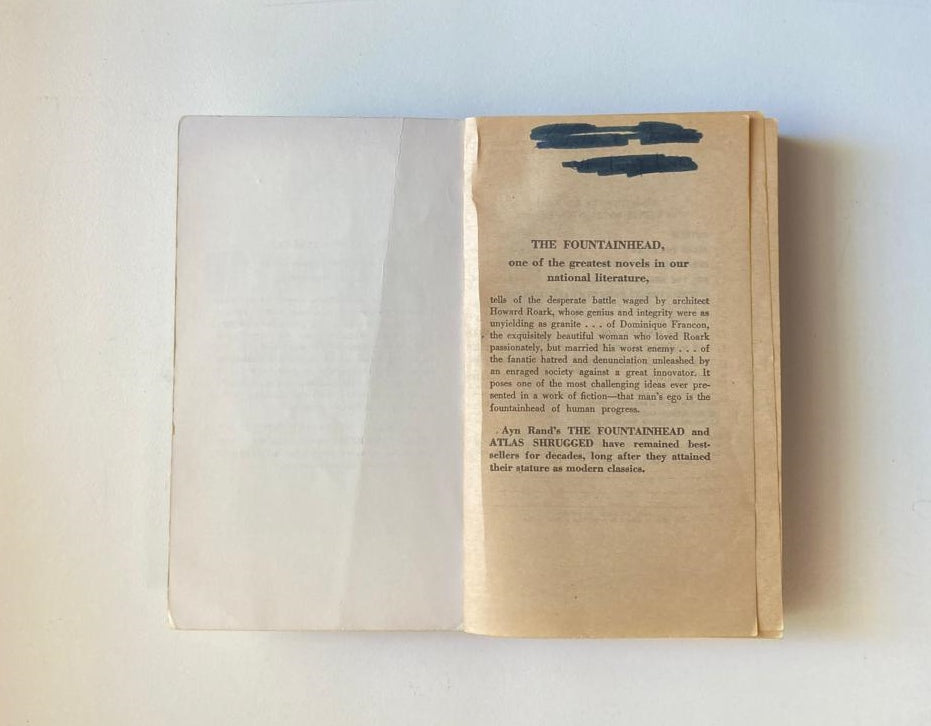 THE FOUNTAINHEAD,
one of the greatest novels in our
national literature,
tells of the desperate battle waged by architect
Howard Roark, whose genius and integrity were as
unyielding as granite . . . of Dominique Francon,
the exquisitely beautiful woman who loved Roark
passionately, but married his worst enemy . . . of
the fanatic hatred and denunciation unleashed by
an enraged society against a great innovator. It
poses one of the most challenging ideas ever pre-
sented in a work of fiction—that man's ego is the
fountainhead of human progress.
Ayn Rand's THE FOUNTAINHEAD and
ATLAS SHRUGGED have remained best-
sellers for decades, long after they attained
their stature as modern classics.